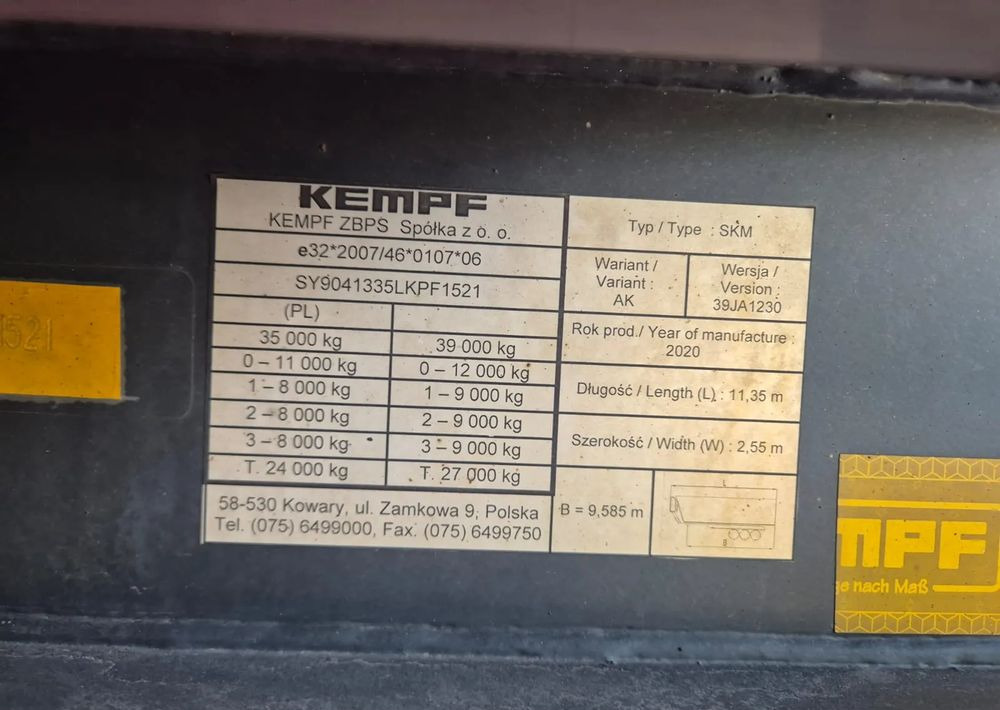 1521
KEMPF
KEMPF ZBPS Spółka z o. o.
e32*2007/46*0107*06
SY9041335LKPF1521
(PL)
35 000 kg 39 000 kg
0 – 11 000 kg 0 – 12 000 kg
1 – 8 000 kg 1 – 9 000 kg
2 – 8 000 kg 2 – 9 000 kg
3 – 8 000 kg 3 – 9 000 kg
T. 24 000 kg T. 27 000 kg
58-530 Kowary, ul. Zamkowa 9, Polska
Tel. (075) 6499000, Fax. (075) 6499750
Typ / Type : SKM
Wariant /
Variant :
AK
Wersja /
Version :
39JA1230
Rok prod./ Year of manufacture :
2020
Długość / Length (L) : 11,35 m
Szerokość / Width (W) : 2,55 m
B = 9,585 m
L
B
MPF
nach Maß